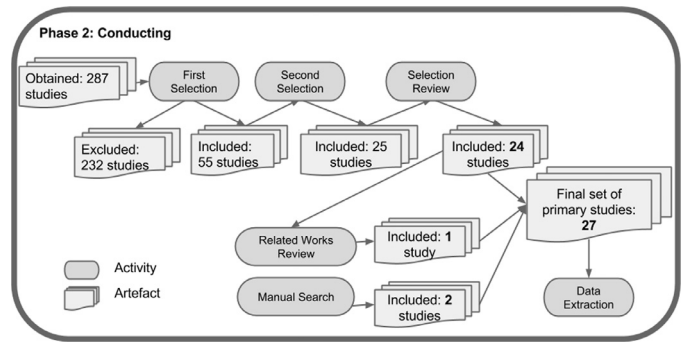 Phase 2: Conducting
Obtained: 287
studies
First
Selection
Second
Selection
Selection
Review
Excluded:
232 studies
Included:
55 studies
Included: 25
studies
Included: 24
studies
Final set of
primary studies:
27
Related Works
Review
Included: 1
study
Manual Search
Included: 2
studies
Data
Extraction
Activity
Artefact